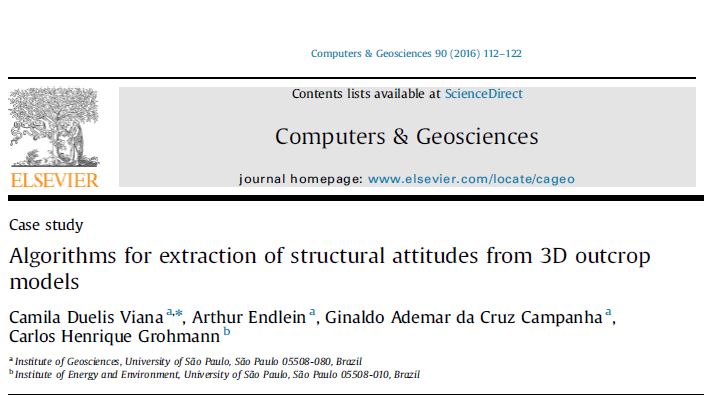 Computers & Geosciences 90 (2016) 112–122
Contents lists available at ScienceDirect
Computers & Geosciences
journal homepage: www.elsevier.com/locate/cageo
ELSEVIER
Case study
Algorithms for extraction of structural attitudes from 3D outcrop
models
Camila Duelis Viana a,*, Arthur Endlein a, Ginaldo Ademar da Cruz Campanha a,
Carlos Henrique Grohmann b
a Institute of Geosciences, University of São Paulo, São Paulo 05508-080, Brazil
b Institute of Energy and Environment, University of São Paulo, São Paulo 05508-010, Brazil